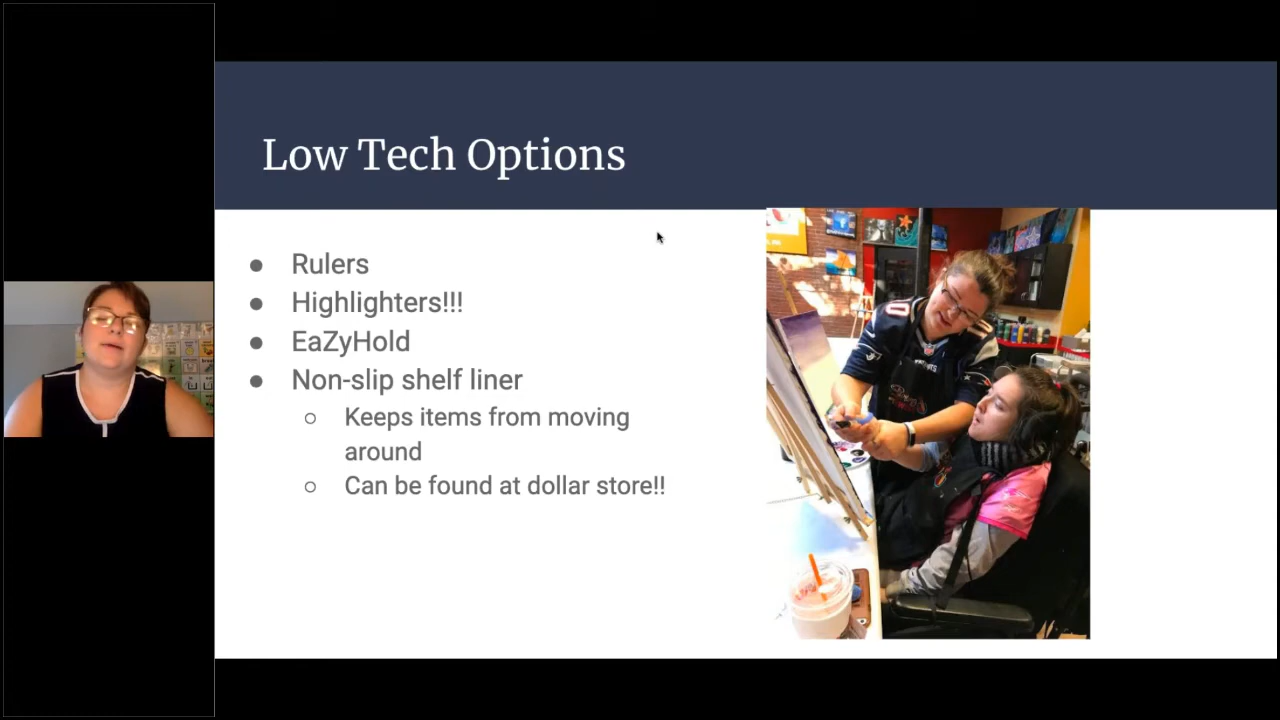 Low Tech Options
● Rulers
● Highlighters!!!
● EaZyHold
● Non-slip shelf liner
○ Keeps items from moving
around
○ Can be found at dollar store!!